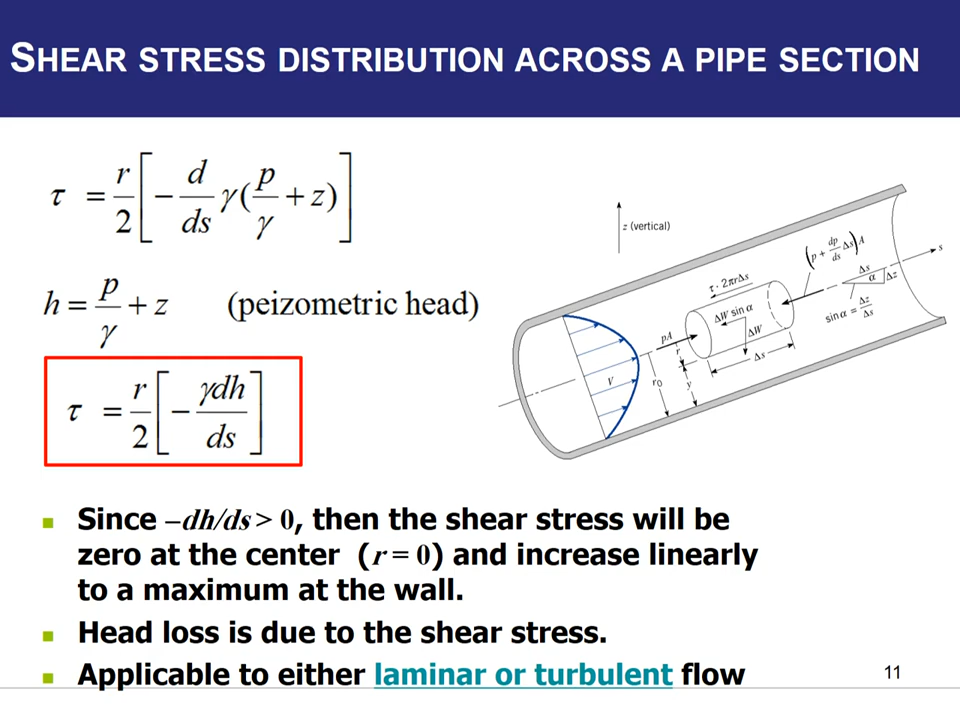 SHEAR STRESS DISTRIBUTION ACROSS A PIPE SECTION
τ = r/2 [ − d/ds γ( p/γ + z) ]
h = p/γ + z (peizometric head)
τ = r/2 [ − γdh/ds ]
z (vertical)
(p + dp/ds Δs) A
s
Δs
α
Δz
sin α = Δz/Δs
τ · 2πrΔs
ΔW sin α
ΔW
pA
r
Δs
V
r0
y
Since –dh/ds > 0, then the shear stress will be
zero at the center (r = 0) and increase linearly
to a maximum at the wall.
Head loss is due to the shear stress.
Applicable to either laminar or turbulent flow
11